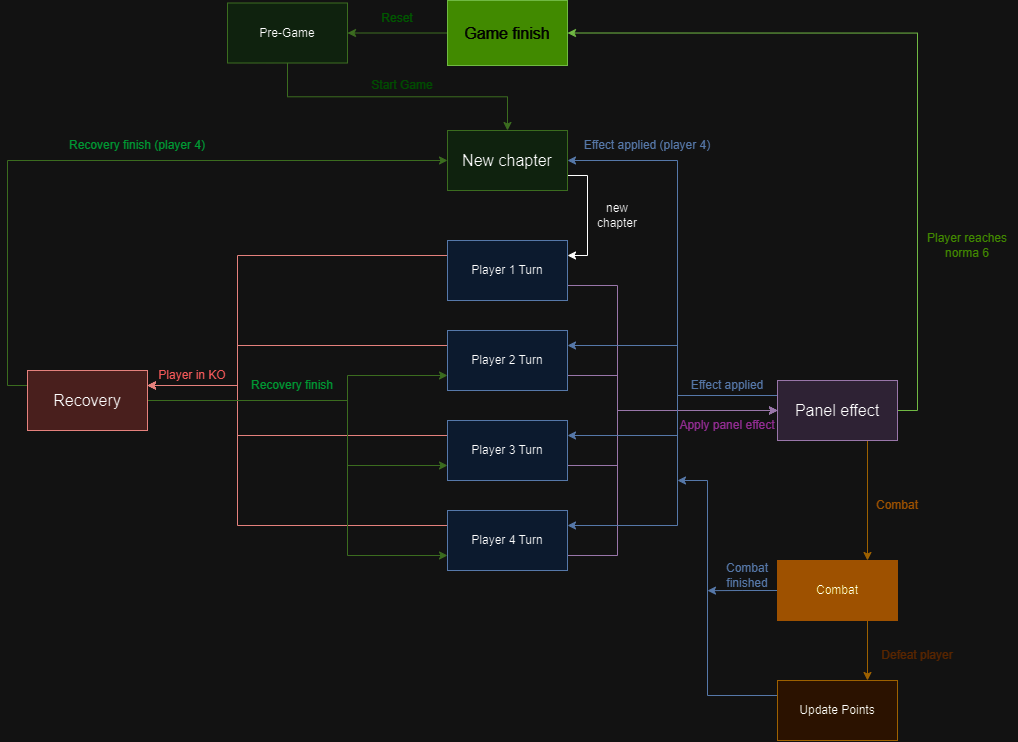 Reset
Pre-Game
Game finish
Start Game
Recovery finish (player 4)
Effect applied (player 4)
New chapter
new
chapter
Player reaches
norma 6
Player 1 Turn
Player 2 Turn
Player in KO
Recovery finish
Effect applied
Recovery
Panel effect
Apply panel effect
Player 3 Turn
Combat
Player 4 Turn
Combat
finished
Combat
Defeat player
Update Points